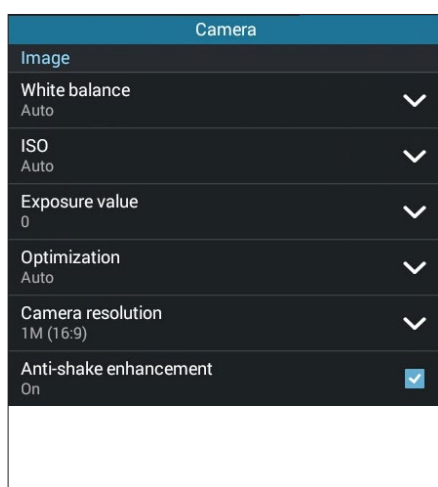 Camera
Image
White balance
Auto
ISO
Auto
Exposure value
0
Optimization
Auto
Camera resolution
1M (16:9)
Anti-shake enhancement
On